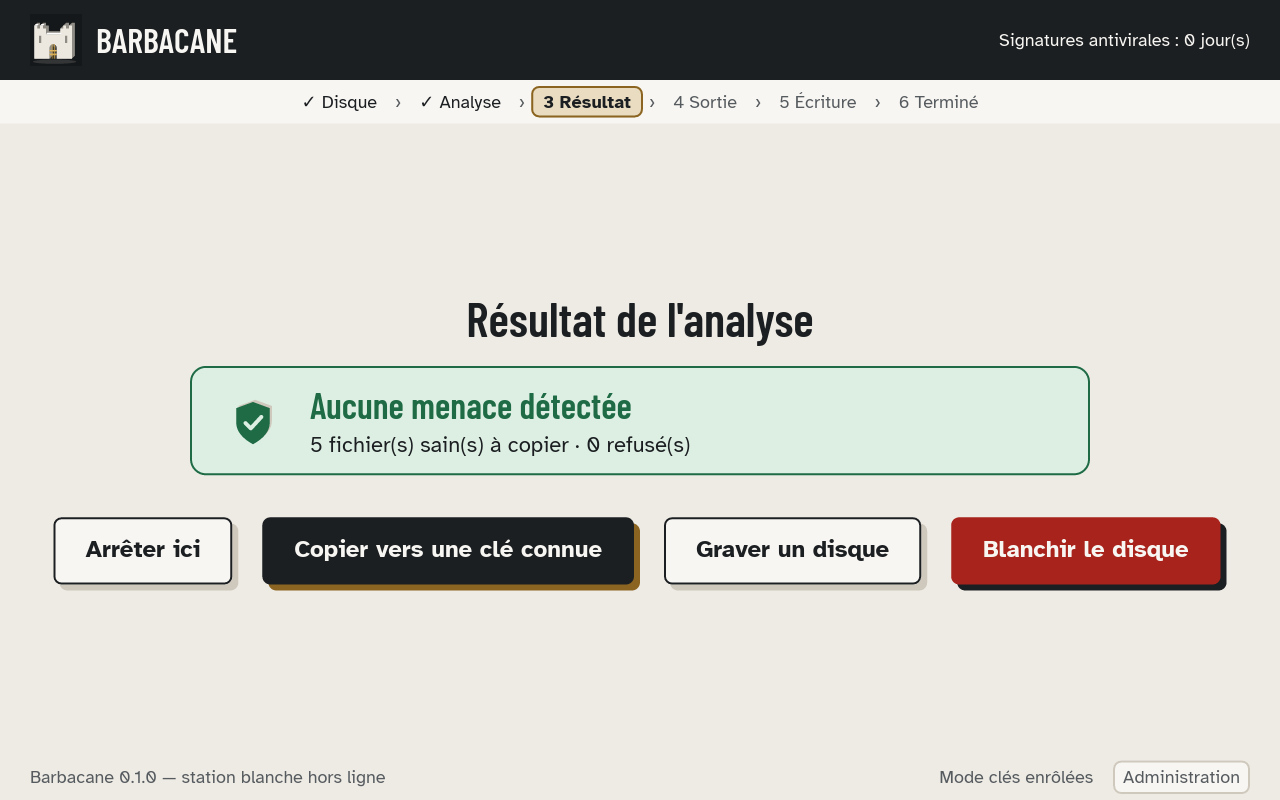 BARBACANE
Signatures antivirales : 0 jour(s)
✓ Disque › ✓ Analyse › 3 Résultat › 4 Sortie › 5 Écriture › 6 Terminé
Résultat de l'analyse
Aucune menace détectée
5 fichier(s) sain(s) à copier · 0 refusé(s)
Arrêter ici
Copier vers une clé connue
Graver un disque
Blanchir le disque
Barbacane 0.1.0 — station blanche hors ligne
Mode clés enrôlées
Administration